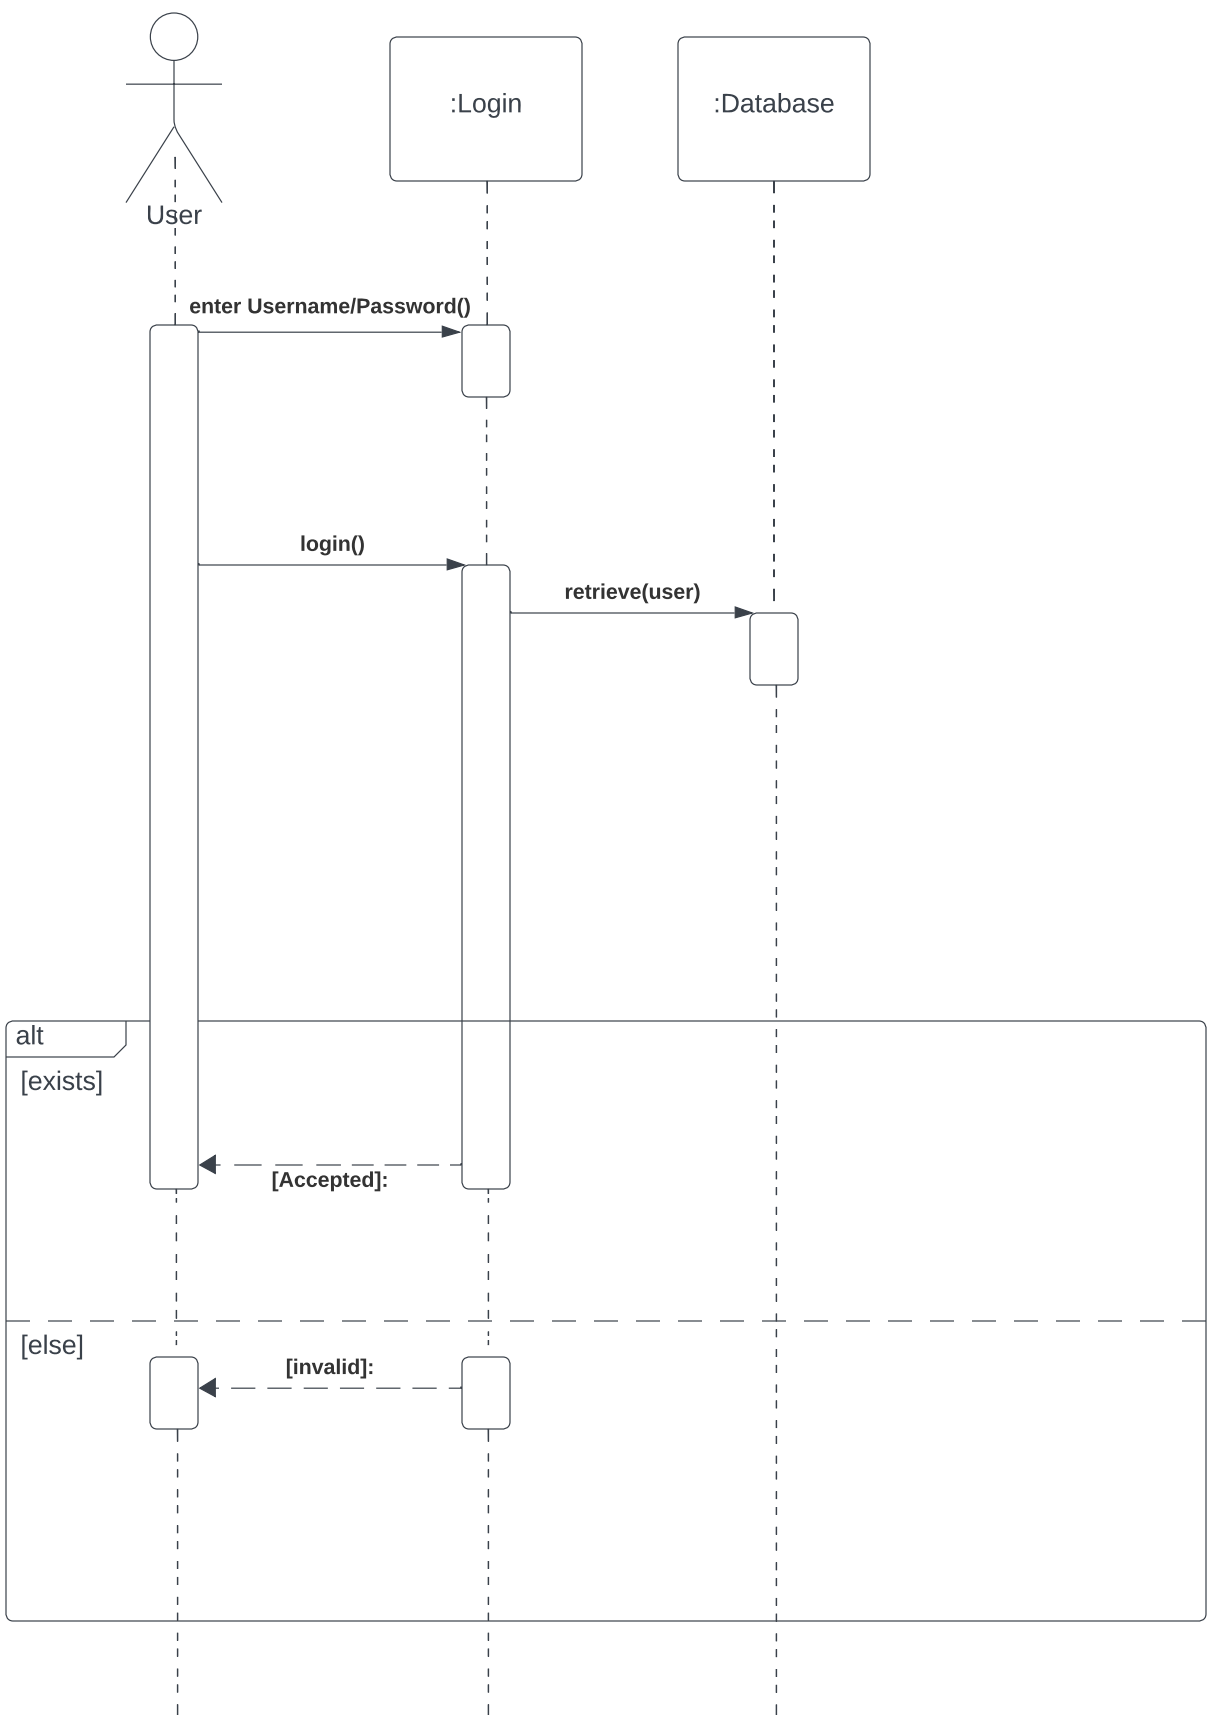 :Login
:Database
User
enter Username/Password()
login()
retrieve(user)
alt
[exists]
[Accepted]:
[else]
[invalid]: